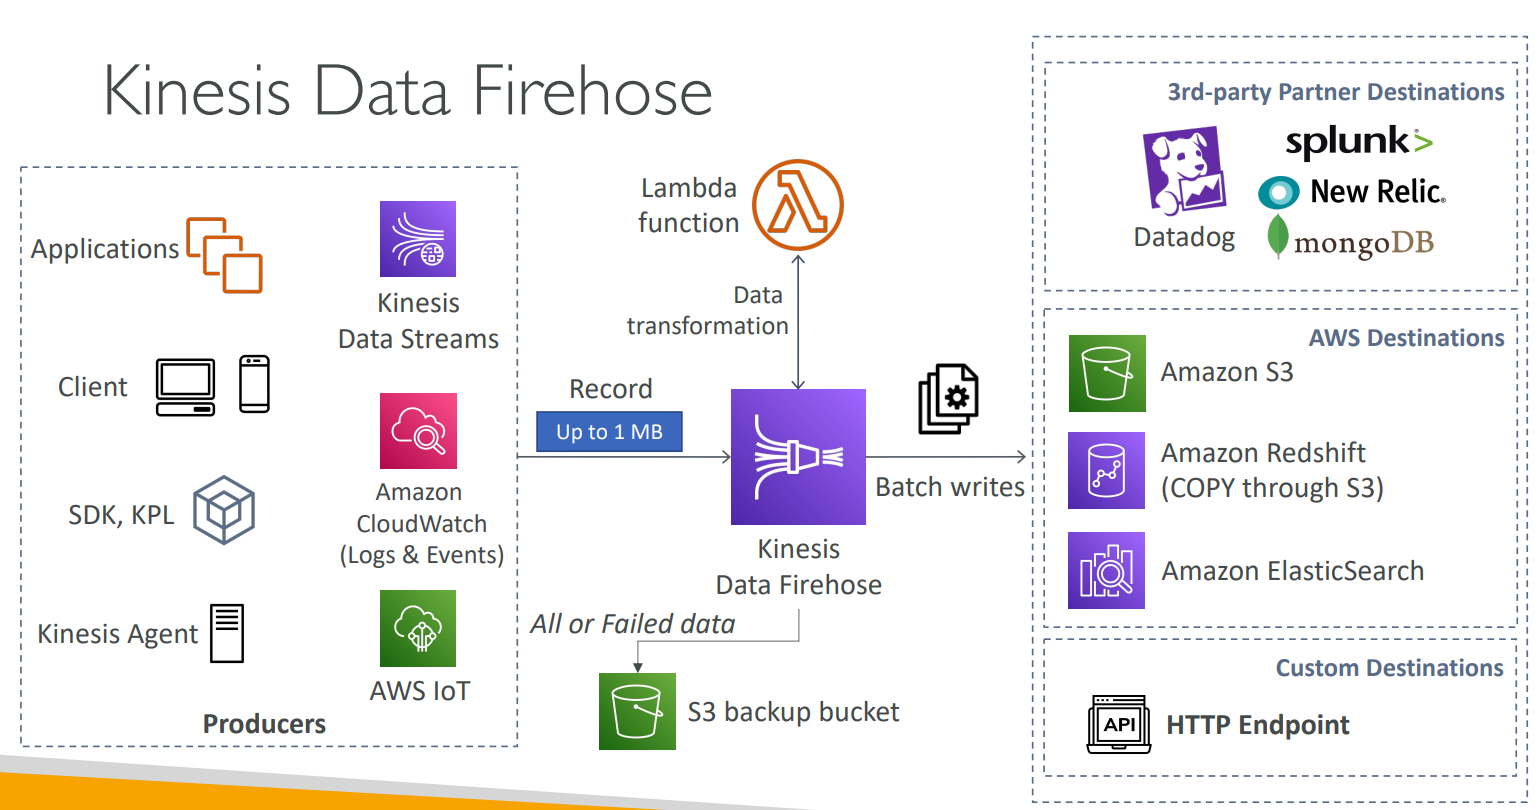 Kinesis Data Firehose
Applications
Client
SDK, KPL
Kinesis Agent
Kinesis
Data Streams
Amazon
CloudWatch
(Logs & Events)
AWS IoT
Producers
Record
Up to 1 MB
Lambda
function
Data
transformation
Kinesis
Data Firehose
All or Failed data
S3 backup bucket
Batch writes
3rd-party Partner Destinations
Datadog
splunk>
New Relic.
mongoDB
AWS Destinations
Amazon S3
Amazon Redshift
(COPY through S3)
Amazon ElasticSearch
Custom Destinations
API
HTTP Endpoint